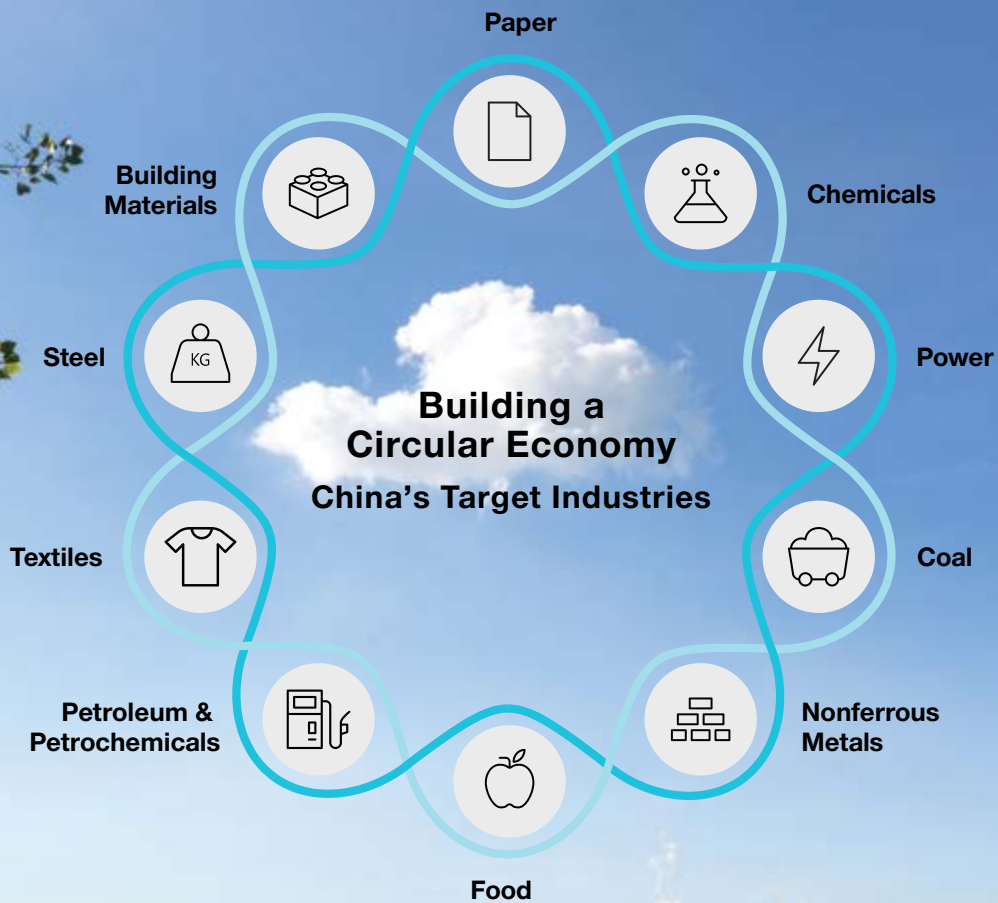 Paper
Building
Materials
Chemicals
Steel
KG
Power
Building a
Circular Economy
China's Target Industries
Textiles
Coal
Petroleum &
Petrochemicals
Nonferrous
Metals
Food